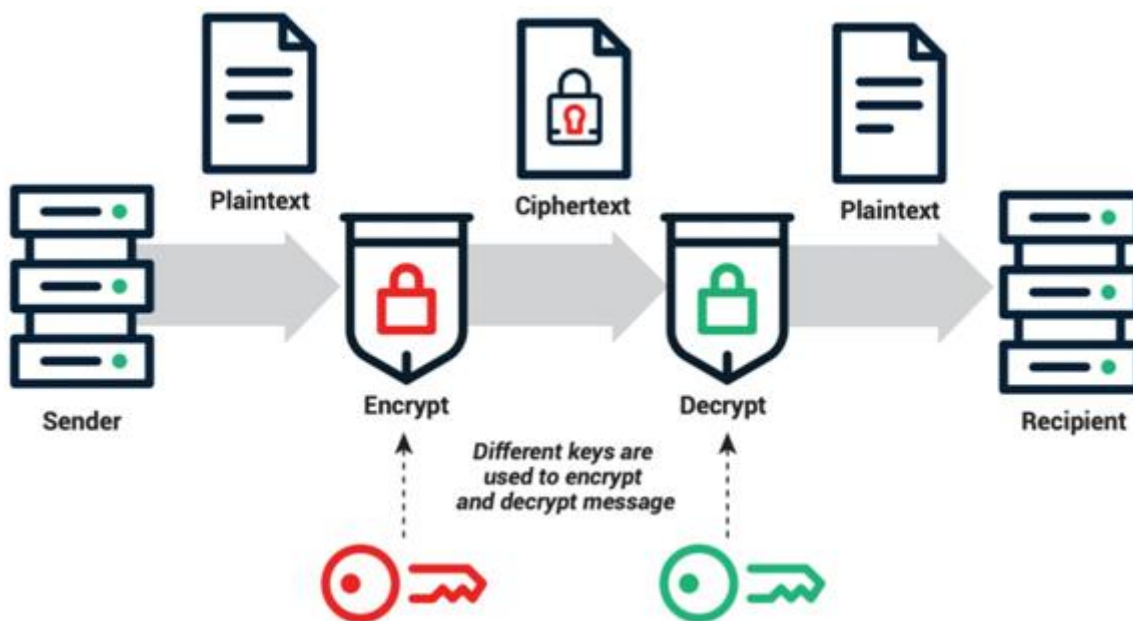 Plaintext
Ciphertext
Plaintext
Sender
Encrypt
Decrypt
Recipient
Different keys are
used to encrypt
and decrypt message